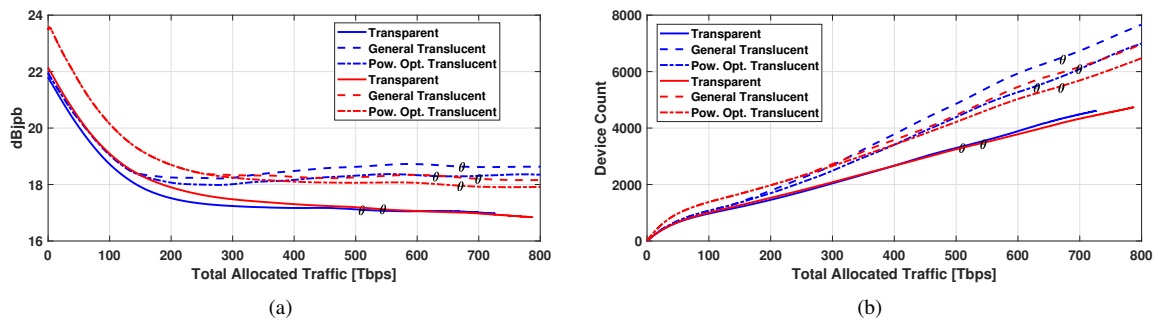 24
22
20
18
16
dBjpb
0 100 200 300 400 500 600 700 800
Total Allocated Traffic [Tbps]
Transparent
General Translucent
Pow. Opt. Translucent
Transparent
General Translucent
Pow. Opt. Translucent
θ θ θ θ θ θ
(a)
8000
6000
4000
2000
0
Device Count
0 100 200 300 400 500 600 700 800
Total Allocated Traffic [Tbps]
Transparent
General Translucent
Pow. Opt. Translucent
Transparent
General Translucent
Pow. Opt. Translucent
θ θ θ θ θ θ
(b)